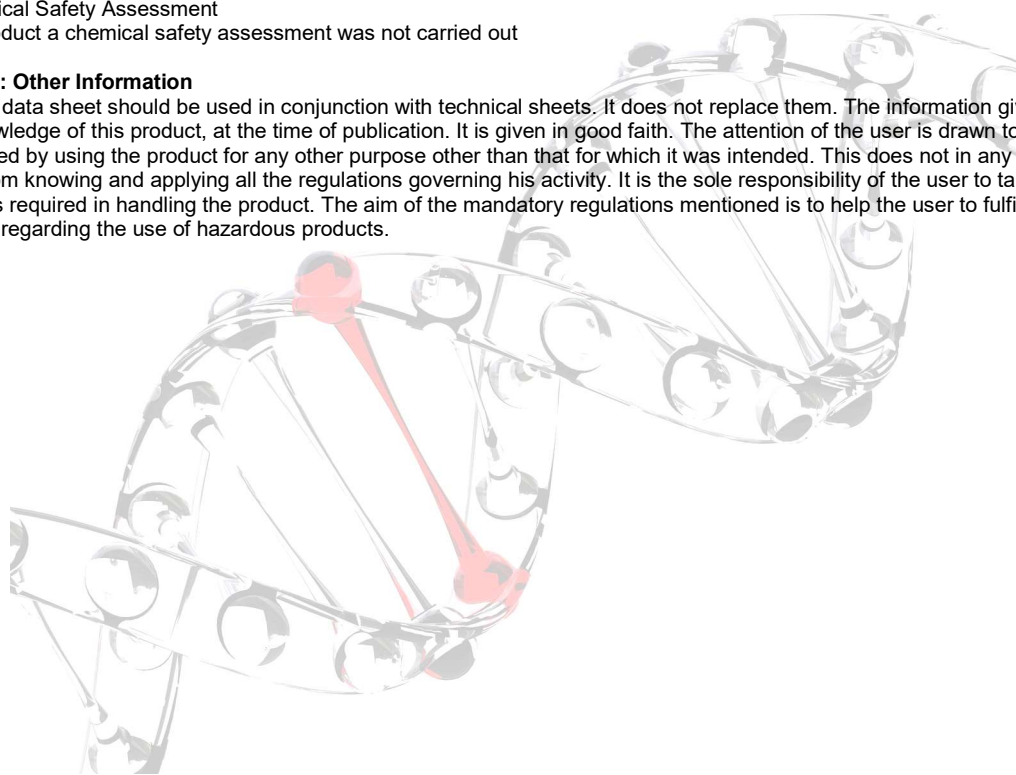 ical Safety Assessment
duct a chemical safety assessment was not carried out
: Other Information
data sheet should be used in conjunction with technical sheets. It does not replace them. The information giv
wledge of this product, at the time of publication. It is given in good faith. The attention of the user is drawn to
ed by using the product for any other purpose other than that for which it was intended. This does not in any
om knowing and applying all the regulations governing his activity. It is the sole responsibility of the user to ta
s required in handling the product. The aim of the mandatory regulations mentioned is to help the user to fulfi
regarding the use of hazardous products.